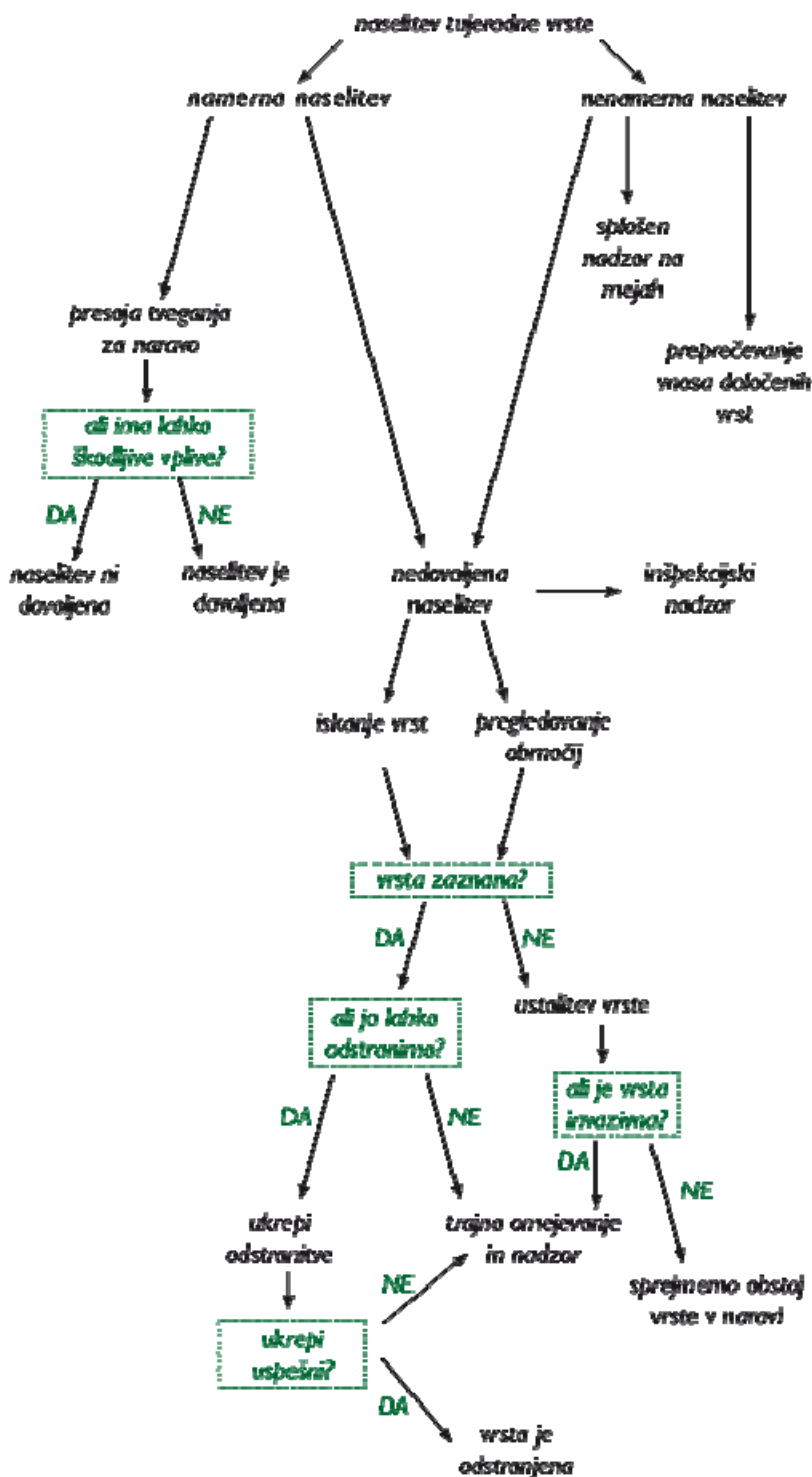 naselitev tujerodne vrste
namerna naselitev
nenamerna naselitev
splošen
nadzor na
mejah
presoja tveganja
za naravo
preprečevanje
vnosa določenih
vrst
ali ima lahko
škodljive vplive?
DA
NE
naselitev ni
dovoljena
naselitev je
dovoljena
nedovoljena
naselitev
inšpekcijski
nadzor
iskanje vrst
pregledovanje
območij
vrsta zaznana?
DA
NE
ali jo lahko
odstranimo?
ustalitev vrste
ali je vrsta
invazivna?
DA
NE
DA
NE
ukrepi
odstranitve
trajno omejevanje
in nadzor
sprejmemo obstoj
vrste v naravi
NE
ukrepi
uspešni?
DA
vrsta je
odstranjena